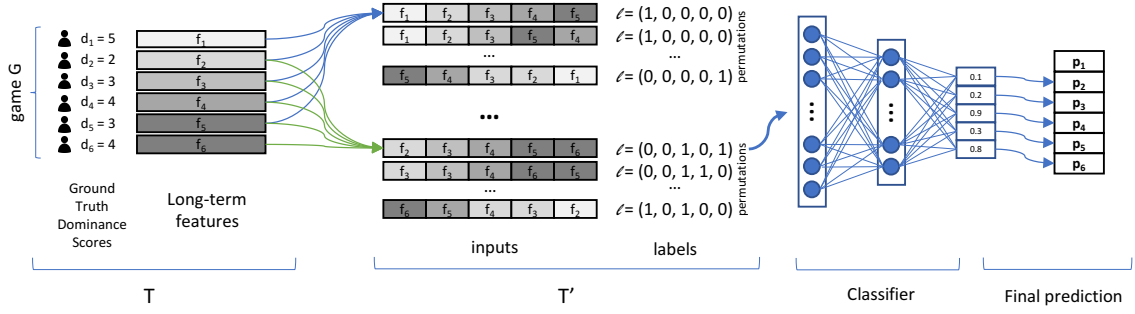 game G
d1 = 5
d2 = 2
d3 = 3
d4 = 4
d5 = 3
d6 = 4
f1
f2
f3
f4
f5
f6
Ground
Truth
Dominance
Scores
Long-term
features
T
f1 f2 f3 f4 f5 ℓ = (1, 0, 0, 0, 0)
f1 f2 f3 f5 f4 ℓ = (1, 0, 0, 0, 0)
... ...
f5 f4 f3 f2 f1 ℓ = (0, 0, 0, 0, 1)
permutations
...
f2 f3 f4 f5 f6 ℓ = (0, 0, 1, 0, 1)
f3 f3 f4 f6 f5 ℓ = (0, 0, 1, 1, 0)
... ...
f6 f5 f4 f3 f2 ℓ = (1, 0, 1, 0, 0)
permutations
inputs
labels
T'
0.1
0.2
0.9
0.3
0.8
Classifier
p1
p2
p3
p4
p5
p6
Final prediction